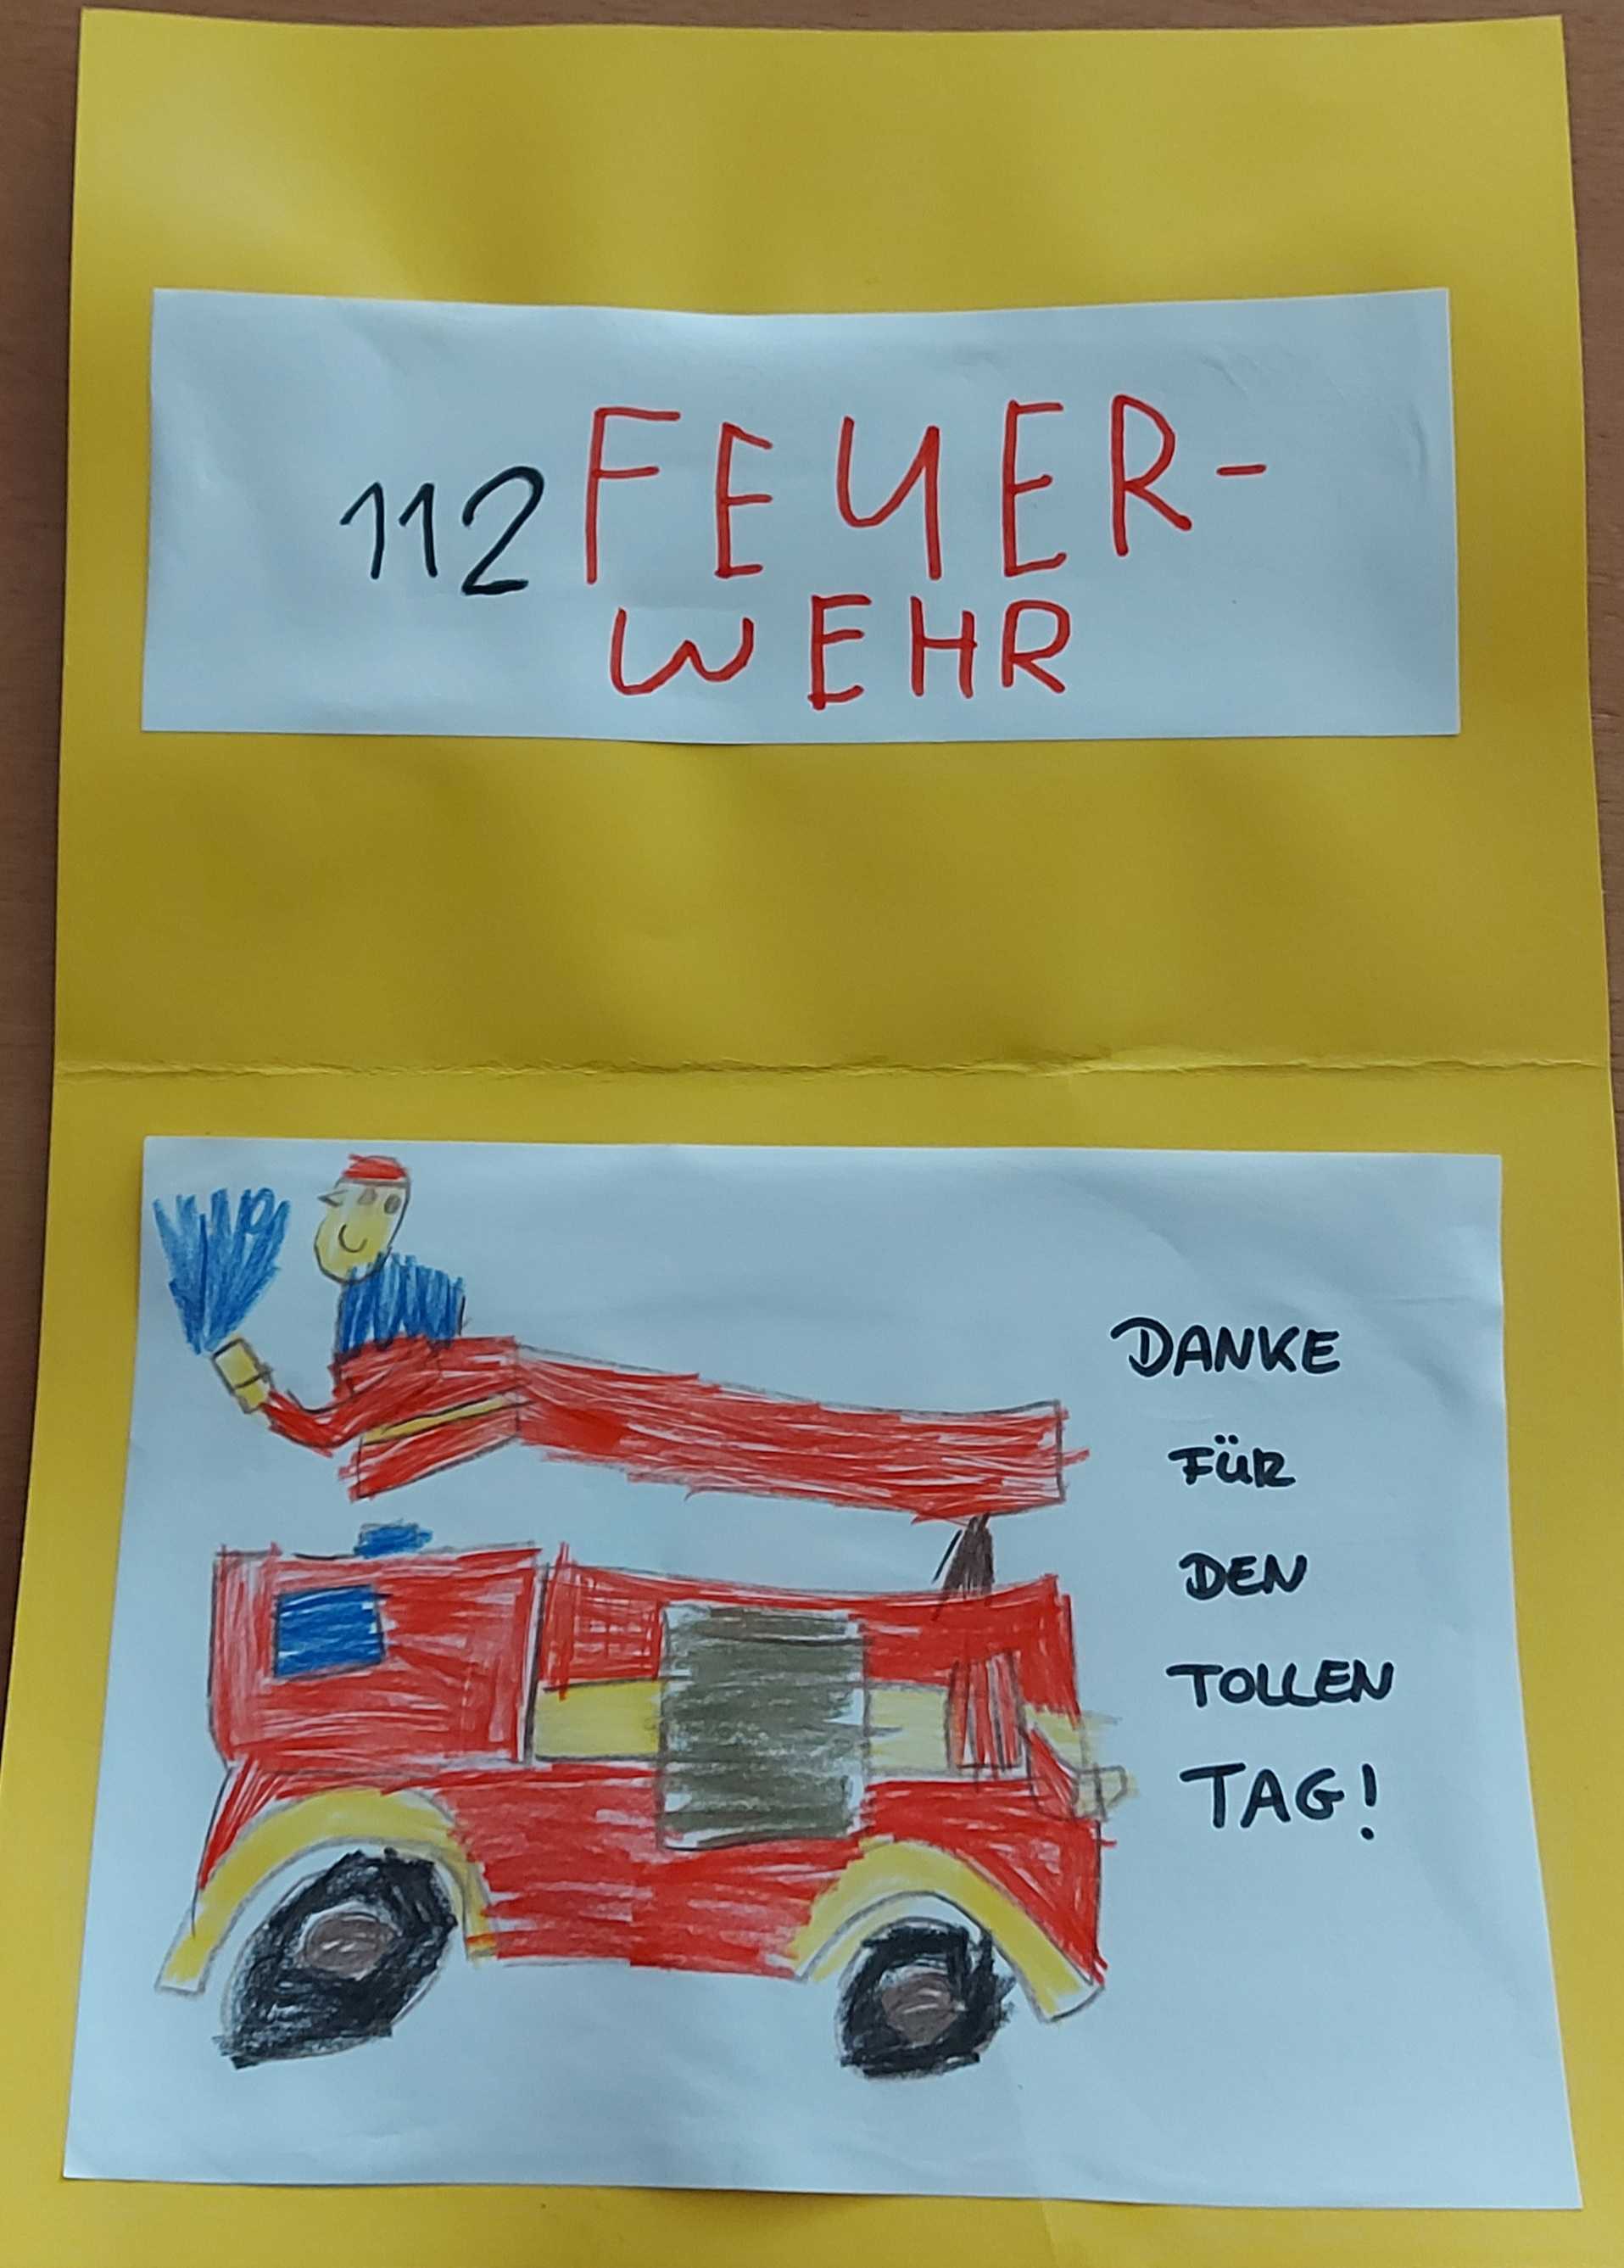 112 FEUER-
WEHR
DANKE
FÜR
DEN
TOLLEN
TAG!